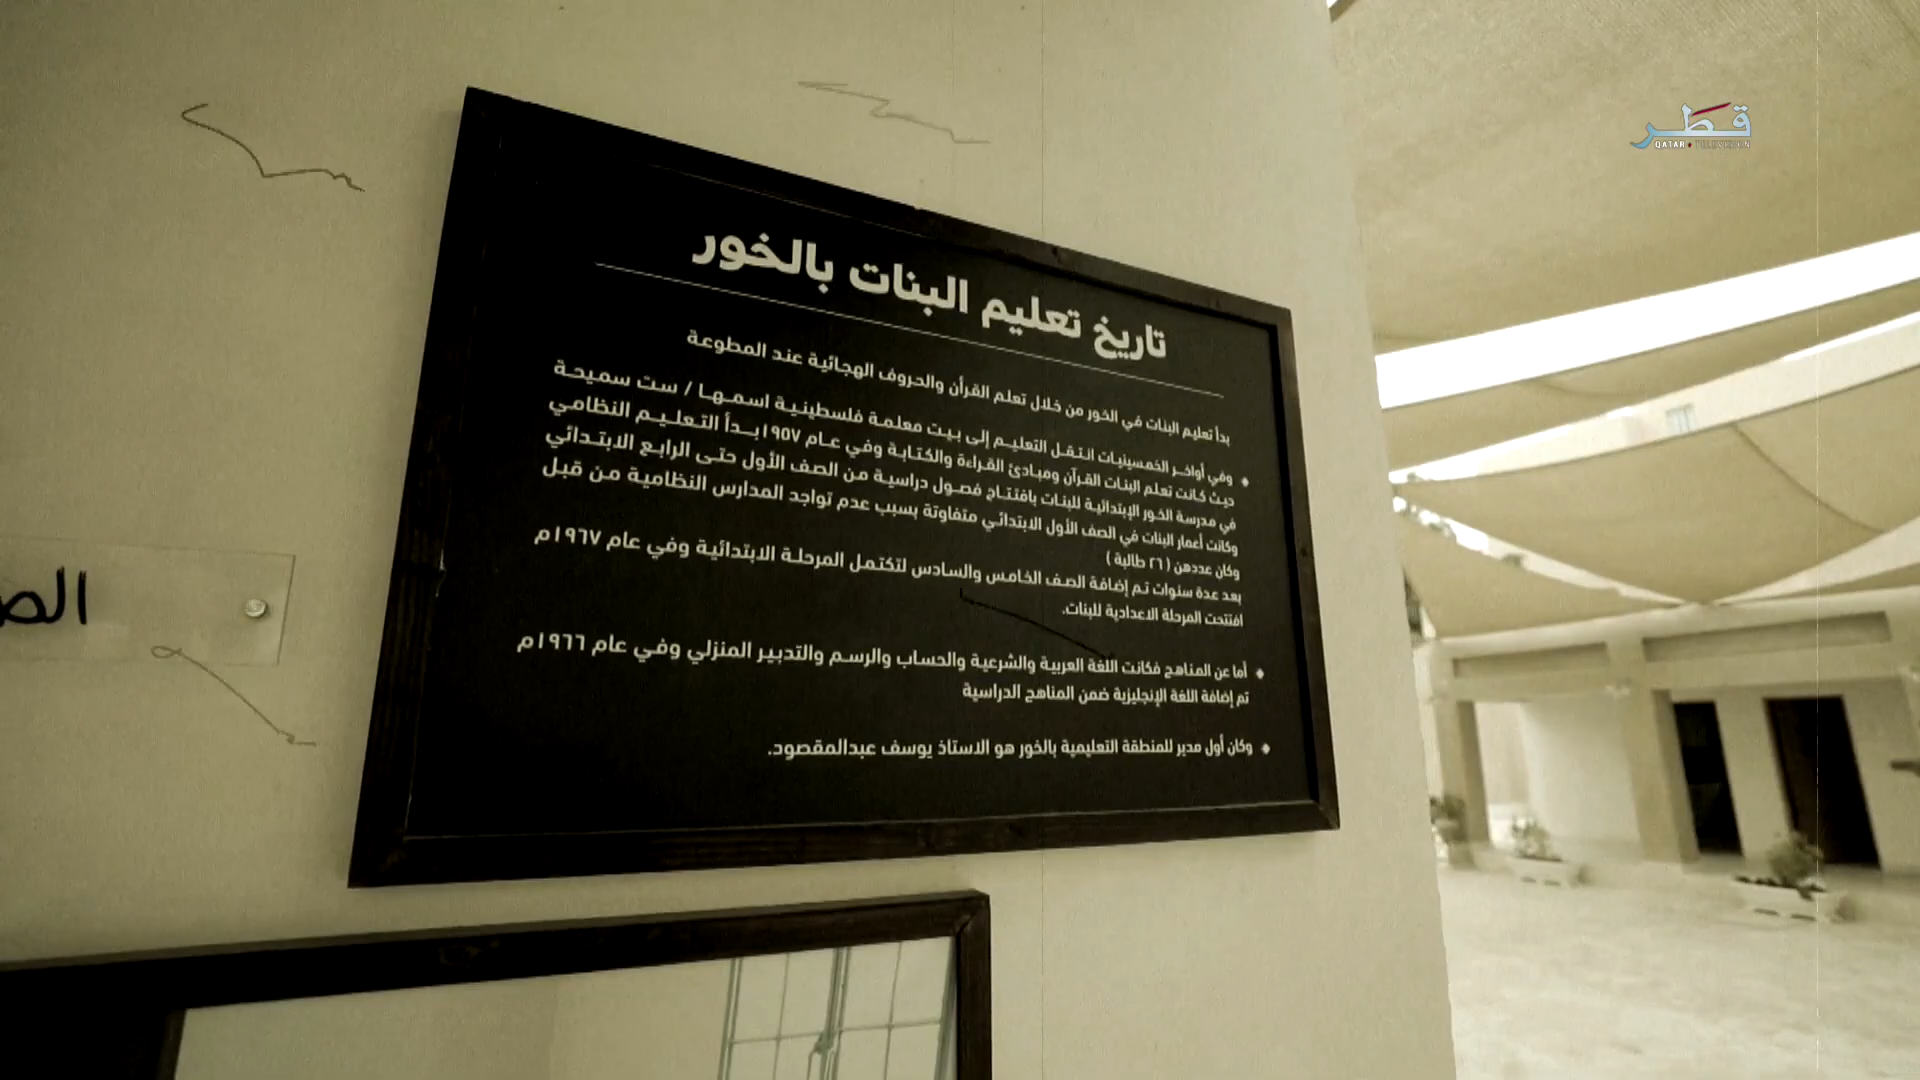 قطر
QATAR TELEVISION
تاريخ تعليم البنات بالخور
بدأ تعليم البنات في الخور من خلال تعلم القرأن والحروف الهجائية عند المطوعة
وفي أواخر الخمسينيات انتقل التعليم إلى بيت معلمة فلسطينية اسمها / ست سميحة
حيث كانت تعلم البنات القرآن ومبادئ القراءة والكتابة وفي عام ١٩٥٧ بدأ التعليم النظامي
في مدرسة الخور الإبتدائية للبنات بافتتاح فصول دراسية من الصف الأول حتى الرابع الابتدائي
وكانت أعمار البنات في الصف الأول الابتدائي متفاوتة بسبب عدم تواجد المدارس النظامية من قبل
وكان عددهن ( ٢٦ طالبة )
بعد عدة سنوات تم إضافة الصف الخامس والسادس لتكتمل المرحلة الابتدائية وفي عام ١٩٦٧م
افتتحت المرحلة الاعدادية للبنات.
أما عن المناهج فكانت اللغة العربية والشرعية والحساب والرسم والتدبير المنزلي وفي عام ١٩٦٦م
تم إضافة اللغة الإنجليزية ضمن المناهج الدراسية
وكان أول مدير للمنطقة التعليمية بالخور هو الاستاذ يوسف عبدالمقصود.